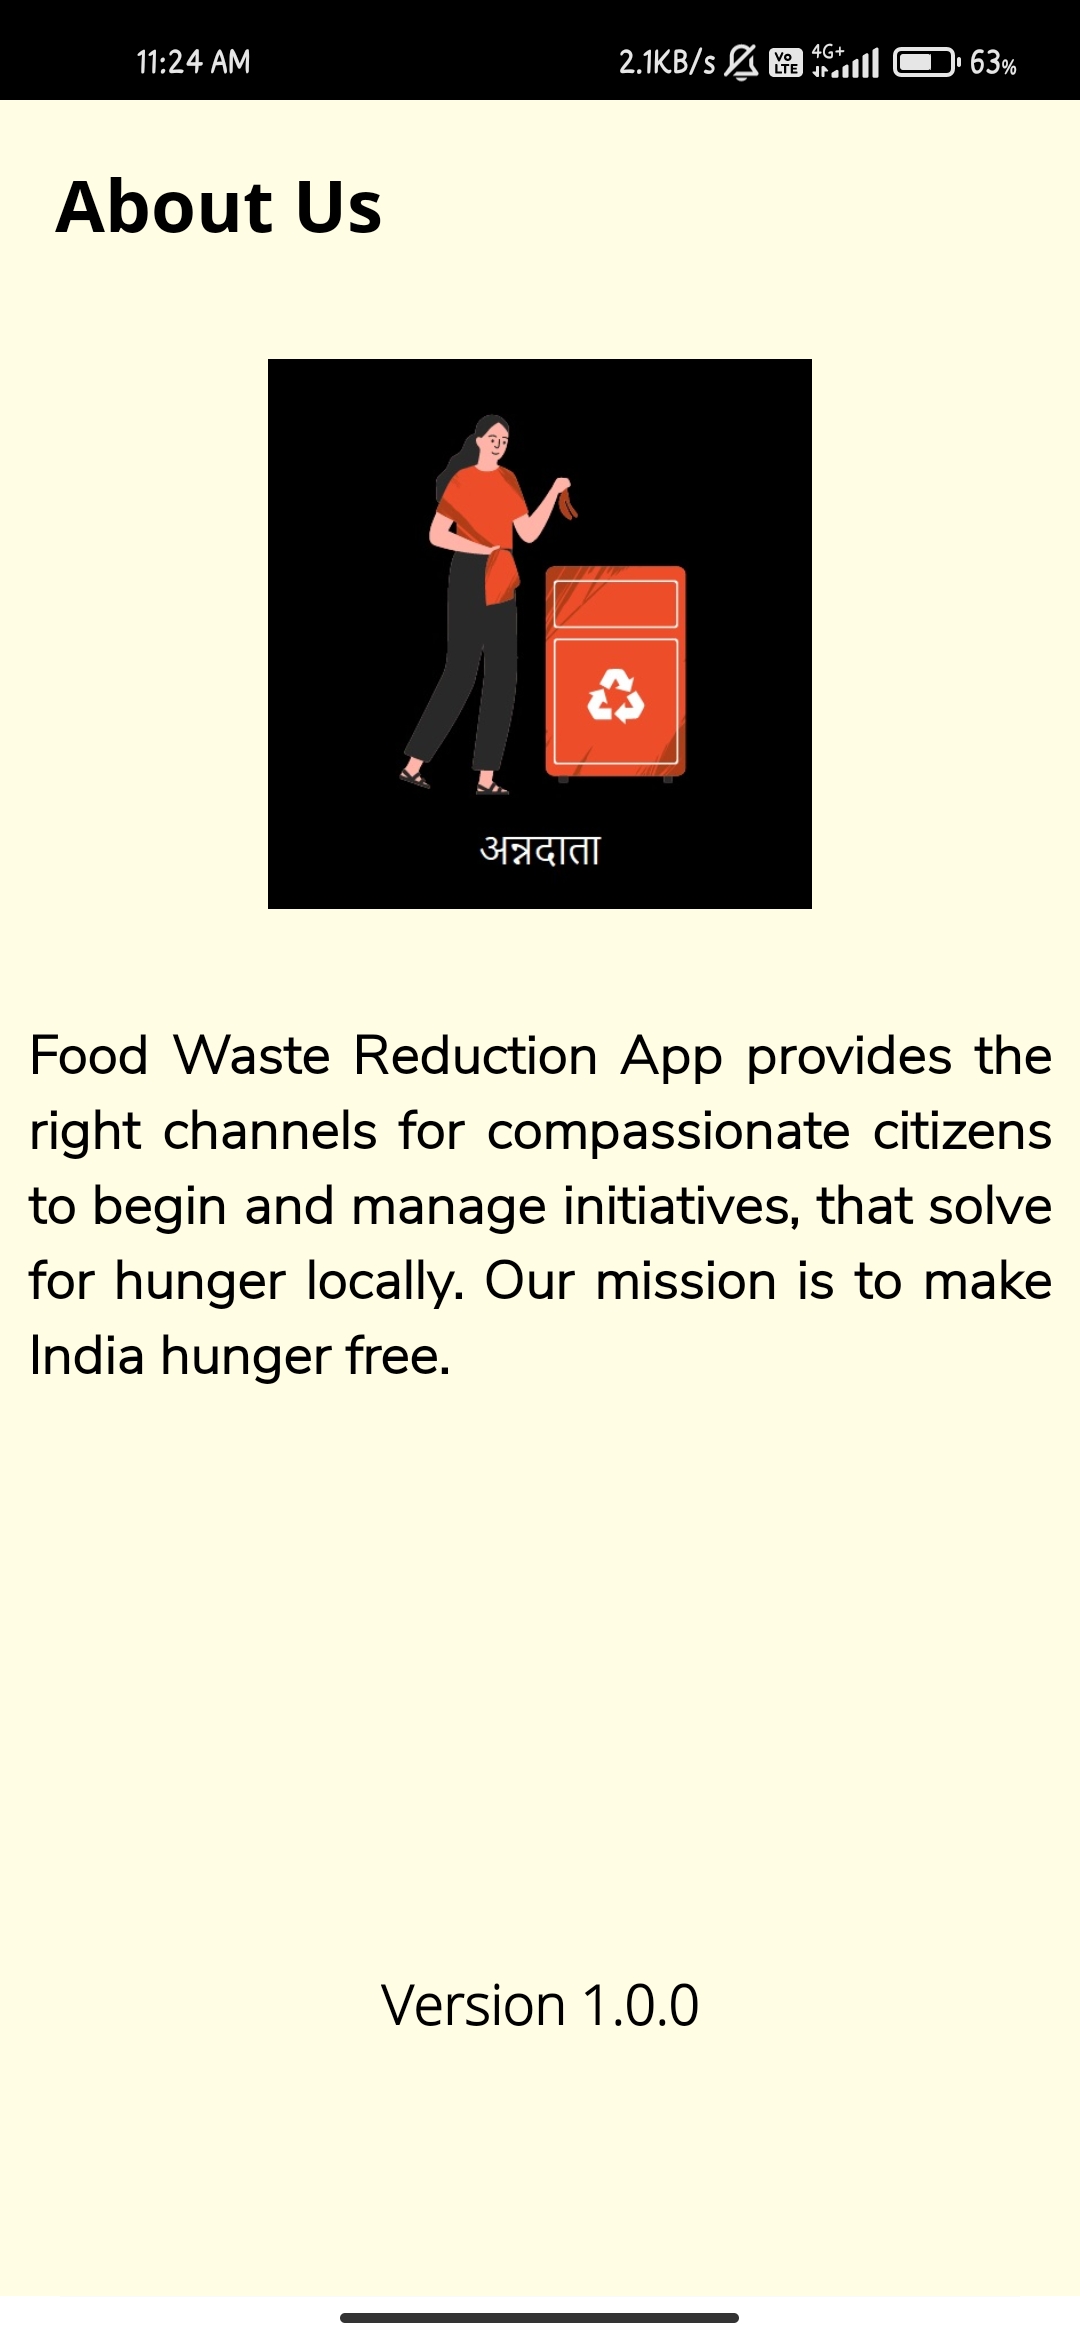 11:24 AM 2.1KB/s Vo LTE 4G+ 63%
About Us
अन्नदाता
Food Waste Reduction App provides the
right channels for compassionate citizens
to begin and manage initiatives, that solve
for hunger locally. Our mission is to make
India hunger free.
Version 1.0.0